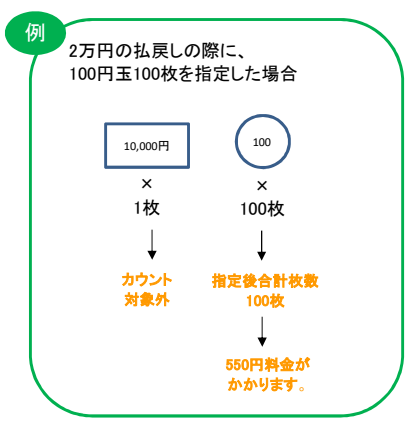 例
2万円の払戻しの際に、
100円玉100枚を指定した場合
10,000円
100
×
×
1枚
100枚
カウント
対象外
指定後合計枚数
100枚
550円料金が
かかります。